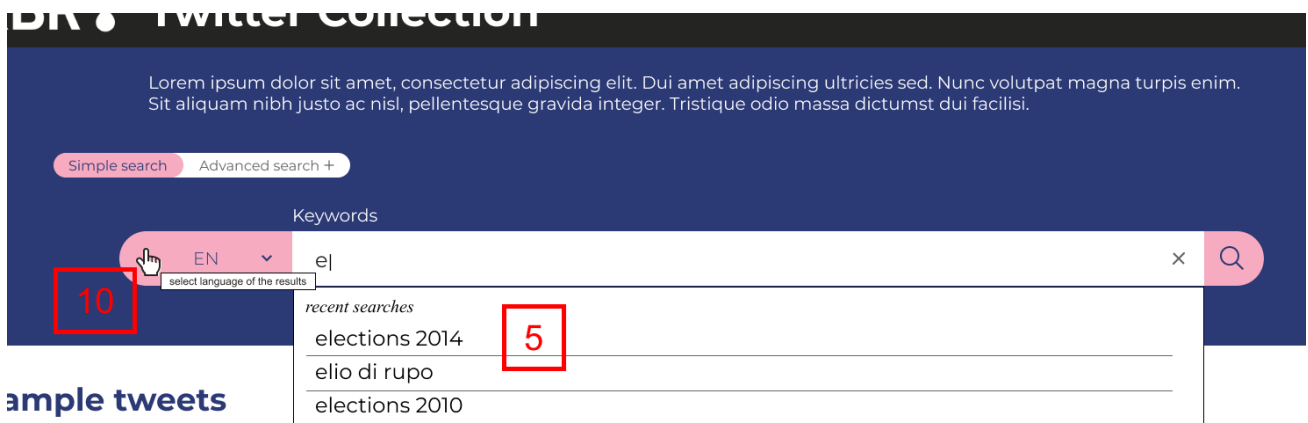 Twitter Collection
Lorem ipsum dolor sit amet, consectetur adipiscing elit. Dui amet adipiscing ultricies sed. Nunc volutpat magna turpis enim.
Sit aliquam nibh justo ac nisl, pellentesque gravida integer. Tristique odio massa dictumst dui facilisi.
Simple search Advanced search +
Keywords
EN e
select language of the results
10
recent searches
elections 2014
5
elio di rupo
ample tweets
elections 2010